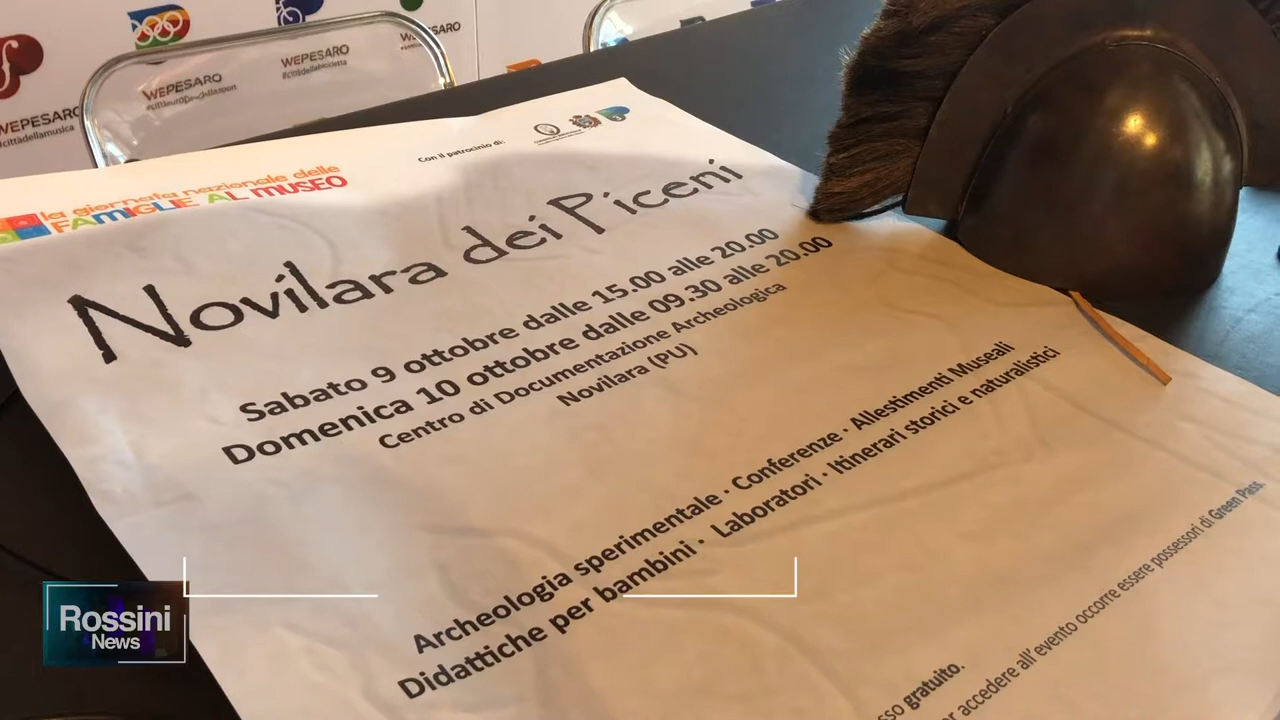 WEPESARO
#cittàdellamusica
WEPESARO
WEPESARO
#cittàdellabicicletta
WEPESARO
Con il patrocinio di:
la giornata nazionale delle
FAMIGLIE AL MUSEO
Novilara dei Piceni
Sabato 9 ottobre dalle 15.00 alle 20.00
Domenica 10 ottobre dalle 09.30 alle 20.00
Centro di Documentazione Archeologica
Novilara (PU)
Archeologia sperimentale · Conferenze · Allestimenti Museali
Didattiche per bambini · Laboratori · Itinerari storici e naturalistici
gratuito.
accedere all'evento occorre essere possessori di Green Pass.
Rossini
News